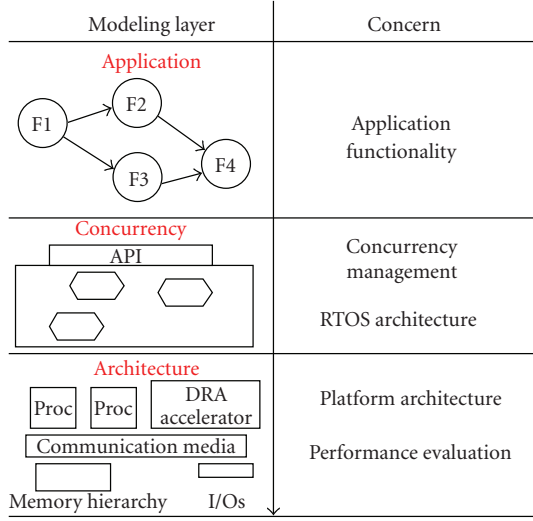 Modeling layer
Concern
Application
F1
F2
F3
F4
Application
functionality
Concurrency
API
Concurrency
management
RTOS architecture
Architecture
Proc
Proc
DRA
accelerator
Communication media
Memory hierarchy
I/Os
Platform architecture
Performance evaluation